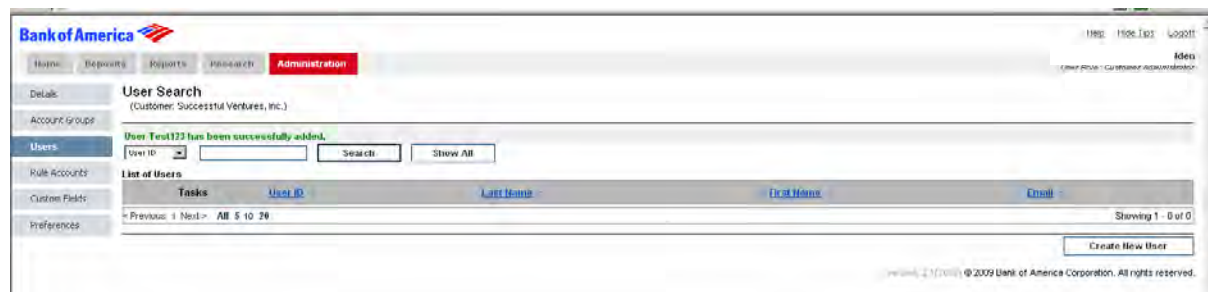 Bank of America
Help Hide Tips Logoff
Home Deposits Reports Research Administration
Iden
Details
User Search
(Customer: Successful Ventures, Inc.)
Account Groups
Users
User Test123 has been successfully added.
User ID Search Show All
Rule Accounts
List of Users
Custom Fields
Tasks User ID Last Name First Name Email
Preferences
< Previous 1 Next > All 5 10 20
Showing 1 - 0 of 0
Create New User
© 2009 Bank of America Corporation. All rights reserved.